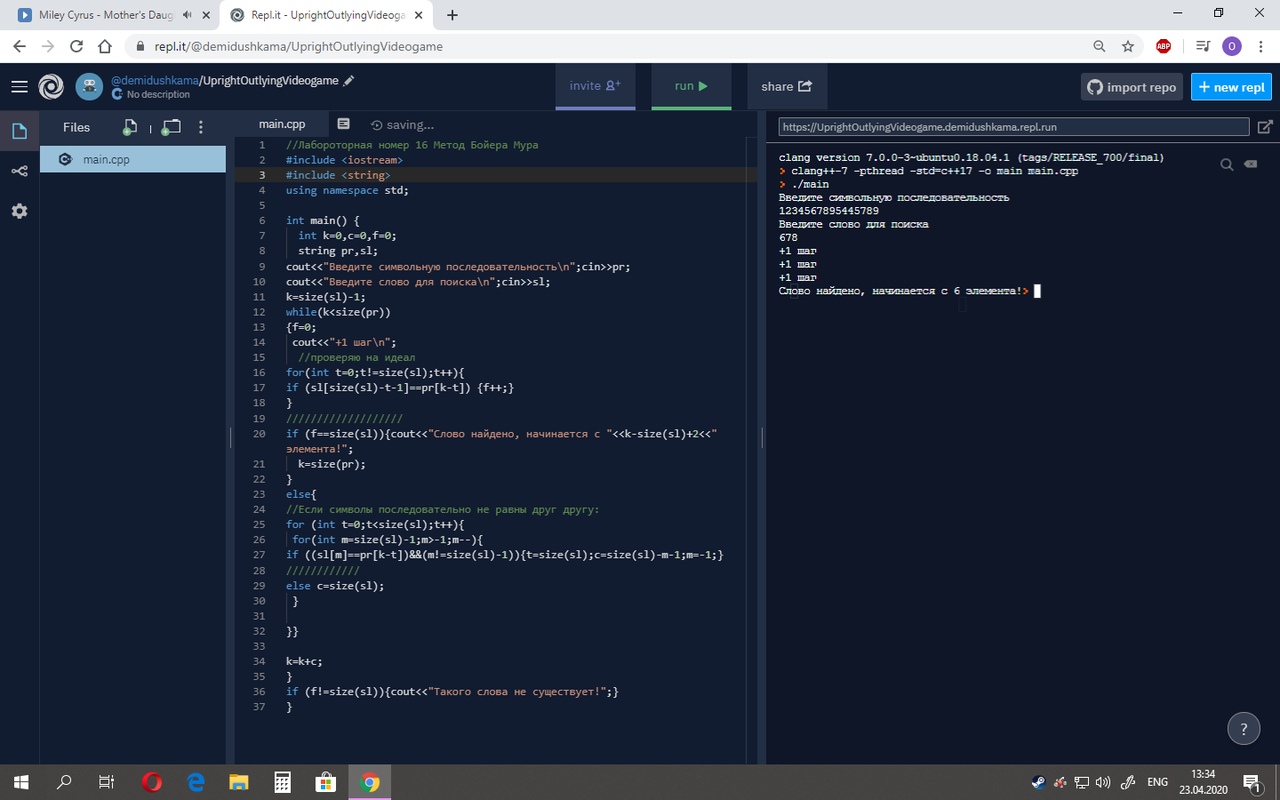 Miley Cyrus - Mother's Daug
Repl.it - UprightOutlyingVideoga
repl.it/@demidushkama/UprightOutlyingVideogame
ABP
O
@demidushkama/UprightOutlyingVideogame
No description
invite
run
share
import repo
+ new repl
Files
main.cpp
main.cpp
saving...
1 //Лабороторная номер 16 Метод Бойера Мура
2 #include <iostream>
3 #include <string>
4 using namespace std;
5
6 int main() {
7 int k=0,c=0,f=0;
8 string pr,sl;
9 cout<<"Введите символьную последовательность\n";cin>>pr;
10 cout<<"Введите слово для поиска\n";cin>>sl;
11 k=size(sl)-1;
12 while(k<size(pr))
13 {f=0;
14 cout<<"+1 шаг\n";
15 //проверяю на идеал
16 for(int t=0;t!=size(sl);t++){
17 if (sl[size(sl)-t-1]==pr[k-t]) {f++;}
18 }
19 ///////////////////
20 if (f==size(sl)){cout<<"Слово найдено, начинается с "<<k-size(sl)+2<<"
элемента!";
21 k=size(pr);
22 }
23 else{
24 //Если символы последовательно не равны друг другу:
25 for (int t=0;t<size(sl);t++){
26 for(int m=size(sl)-1;m>-1;m--){
27 if ((sl[m]==pr[k-t])&&(m!=size(sl)-1)){t=size(sl);c=size(sl)-m-1;m=-1;}
28 ////////////
29 else c=size(sl);
30 }
31
32 }}
33
34 k=k+c;
35 }
36 if (f!=size(sl)){cout<<"Такого слова не существует!";}
37 }
https://UprightOutlyingVideogame.demidushkama.repl.run
clang version 7.0.0-3~ubuntu0.18.04.1 (tags/RELEASE_700/final)
> clang++-7 -pthread -std=c++17 -o main main.cpp
> ./main
Введите символьную последовательность
1234567895445789
Введите слово для поиска
678
+1 шаг
+1 шаг
+1 шаг
Слово найдено, начинается с 6 элемента!>
?
ENG
13:34
23.04.2020
1